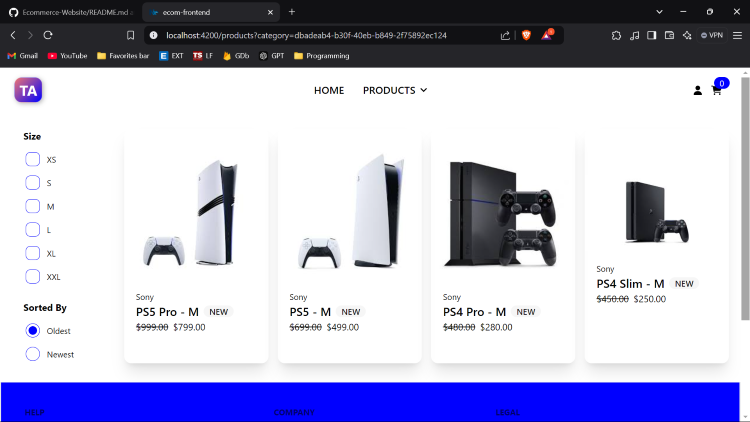 Ecommerce-Website/README.md a
ecom-frontend
localhost:4200/products?category=dbadeab4-b30f-40eb-b849-2f75892ec124
VPN
Gmail
YouTube
Favorites bar
EXT
LF
GDb
GPT
Programming
TA
HOME
PRODUCTS
0
Size
XS
S
M
L
XL
XXL
Sorted By
Oldest
Newest
Sony
PS5 Pro - M NEW
$999.00 $799.00
Sony
PS5 - M NEW
$699.00 $499.00
Sony
PS4 Pro - M NEW
$480.00 $280.00
Sony
PS4 Slim - M NEW
$450.00 $250.00
HELP
COMPANY
LEGAL